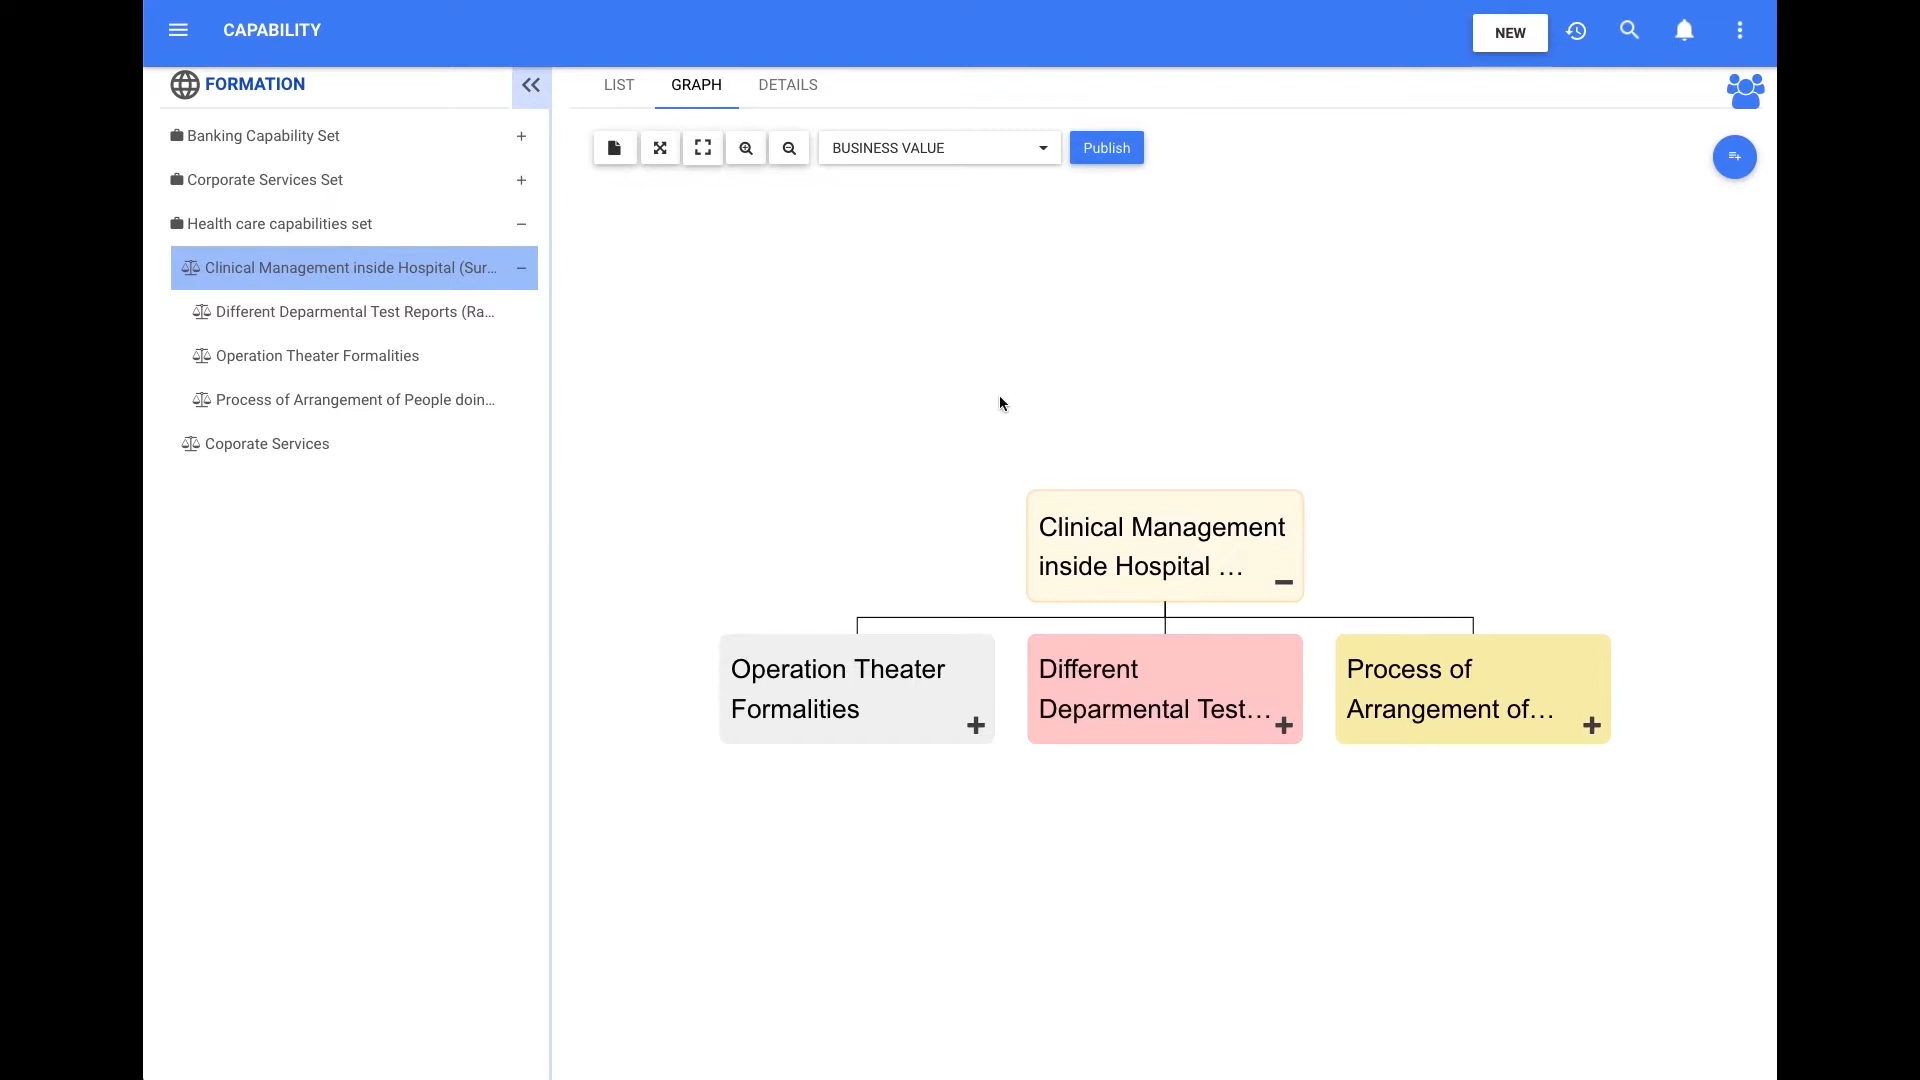 CAPABILITY
NEW
FORMATION
LIST GRAPH DETAILS
Banking Capability Set
Corporate Services Set
Health care capabilities set
Clinical Management inside Hospital (Sur...
Different Deparmental Test Reports (Ra...
Operation Theater Formalities
Process of Arrangement of People doin...
Coporate Services
BUSINESS VALUE
Publish
Clinical Management
inside Hospital ...
Operation Theater
Formalities
Different
Deparmental Test...
Process of
Arrangement of...